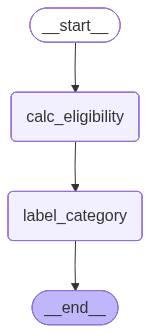 __start__
calc_eligibility
label_category
__end__